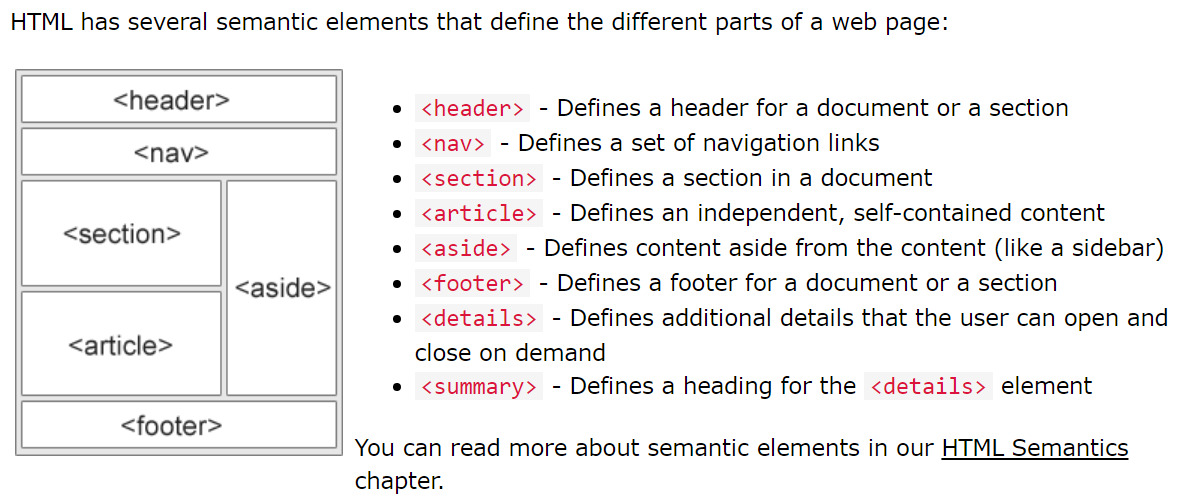 HTML has several semantic elements that define the different parts of a web page:
<header>
<nav>
<section>
<aside>
<article>
<footer>
<header> - Defines a header for a document or a section
<nav> - Defines a set of navigation links
<section> - Defines a section in a document
<article> - Defines an independent, self-contained content
<aside> - Defines content aside from the content (like a sidebar)
<footer> - Defines a footer for a document or a section
<details> - Defines additional details that the user can open and
close on demand
<summary> - Defines a heading for the <details> element
You can read more about semantic elements in our HTML Semantics
chapter.